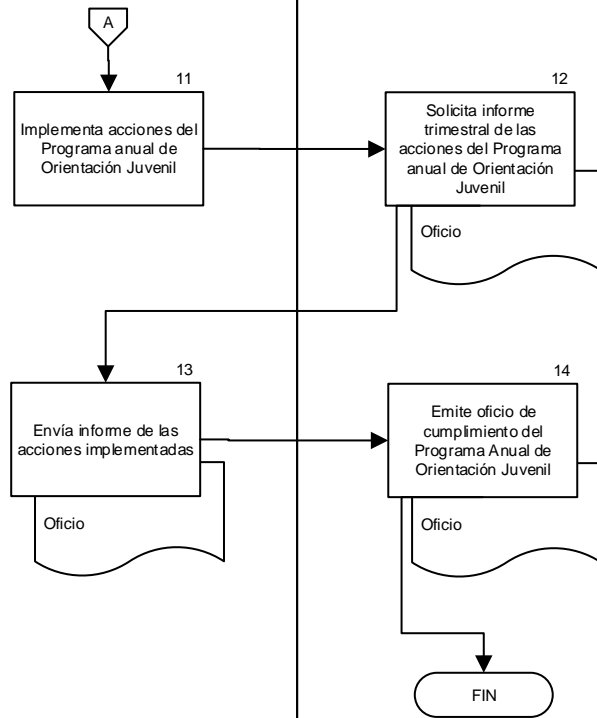 A
11
Implementa acciones del
Programa anual de
Orientación Juvenil
12
Solicita informe
trimestral de las
acciones del Programa
anual de Orientación
Juvenil
Oficio
13
Envía informe de las
acciones implementadas
Oficio
14
Emite oficio de
cumplimiento del
Programa Anual de
Orientación Juvenil
Oficio
FIN